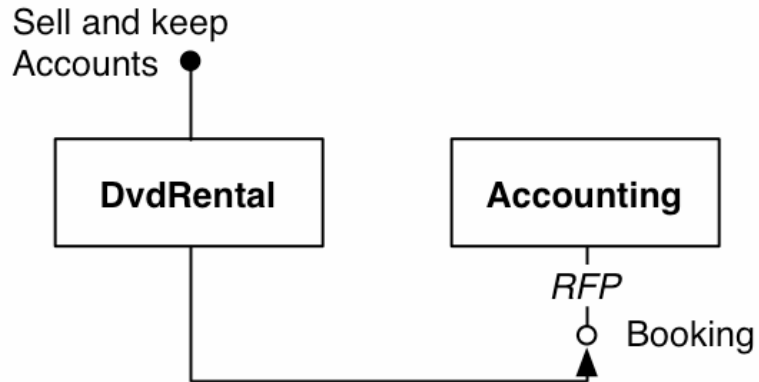 Sell and keep
Accounts
DvdRental
Accounting
RFP
Booking